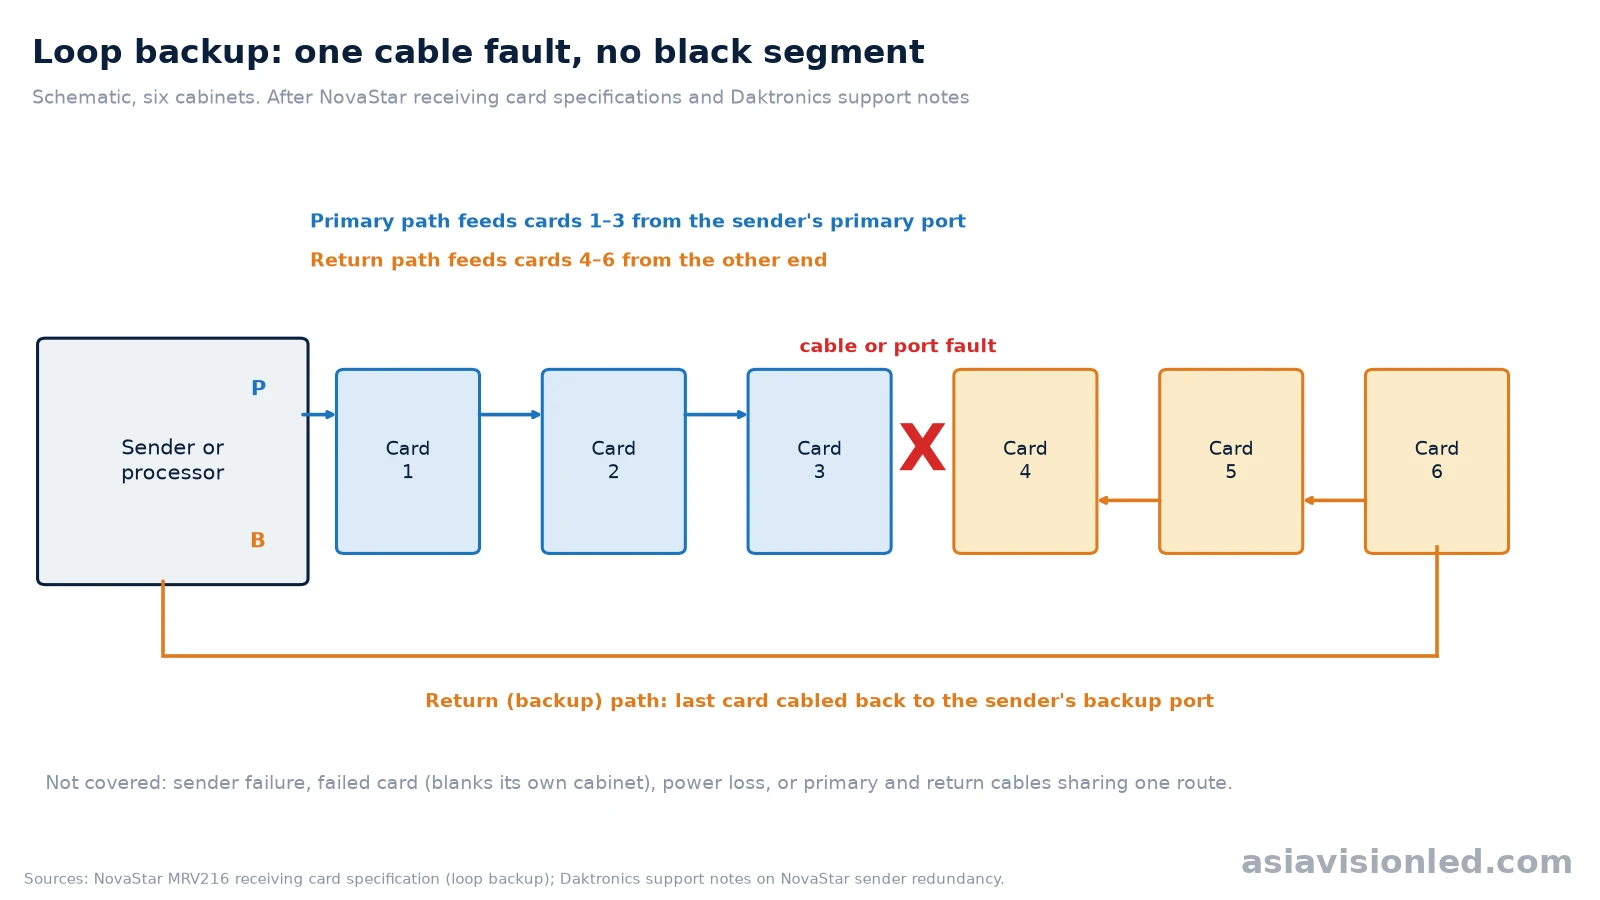 Loop backup: one cable fault, no black segment
Schematic, six cabinets. After NovaStar receiving card specifications and Daktronics support notes
Primary path feeds cards 1–3 from the sender's primary port
Return path feeds cards 4–6 from the other end
cable or port fault
P
Sender or
processor
B
Card
1
Card
2
Card
3
X
Card
4
Card
5
Card
6
Return (backup) path: last card cabled back to the sender's backup port
Not covered: sender failure, failed card (blanks its own cabinet), power loss, or primary and return cables sharing one route.
asiavisionled.com
Sources: NovaStar MRV216 receiving card specification (loop backup); Daktronics support notes on NovaStar sender redundancy.